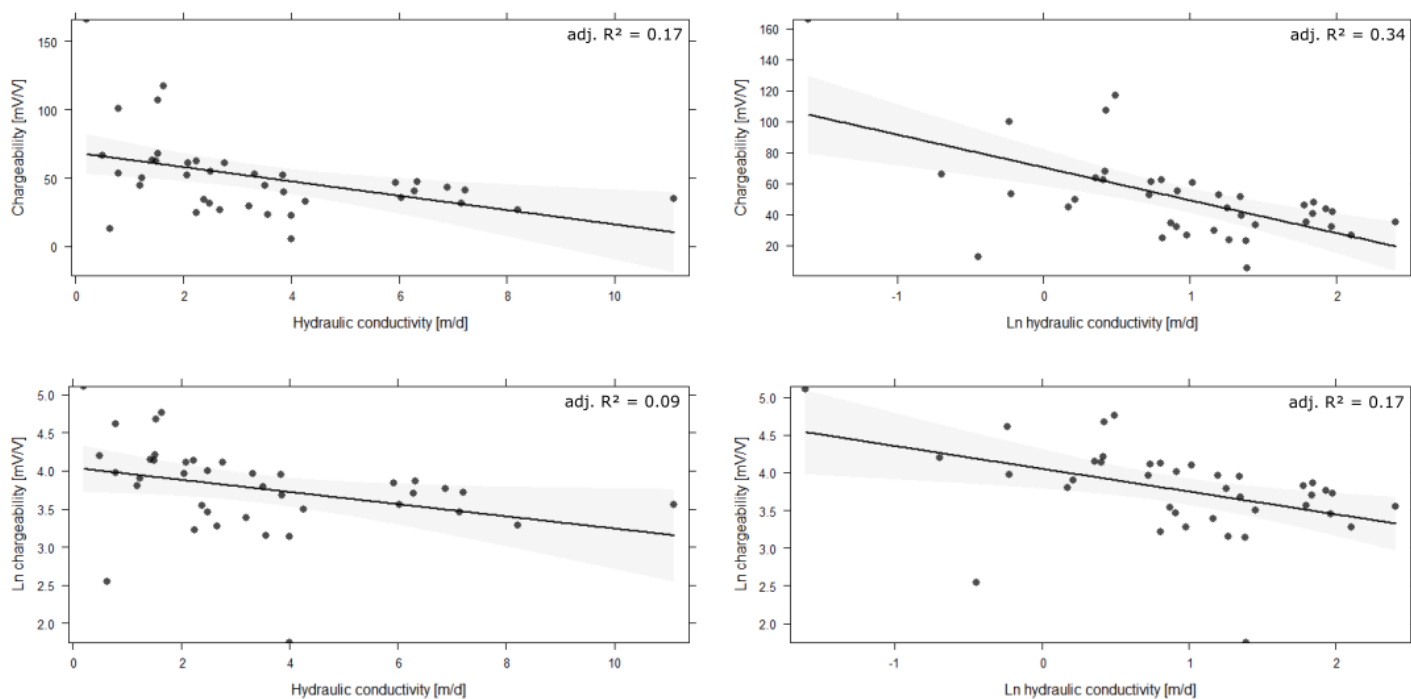 adj. R² = 0.17
150
100
50
0
Chargeability [mV/V]
0 2 4 6 8 10
Hydraulic conductivity [m/d]
adj. R² = 0.34
160
140
120
100
80
60
40
20
Chargeability [mV/V]
-1 0 1 2
Ln hydraulic conductivity [m/d]
adj. R² = 0.09
5.0
4.5
4.0
3.5
3.0
2.5
2.0
Ln chargeability [mV/V]
0 2 4 6 8 10
Hydraulic conductivity [m/d]
adj. R² = 0.17
5.0
4.5
4.0
3.5
3.0
2.5
2.0
Ln chargeability [mV/V]
-1 0 1 2
Ln hydraulic conductivity [m/d]